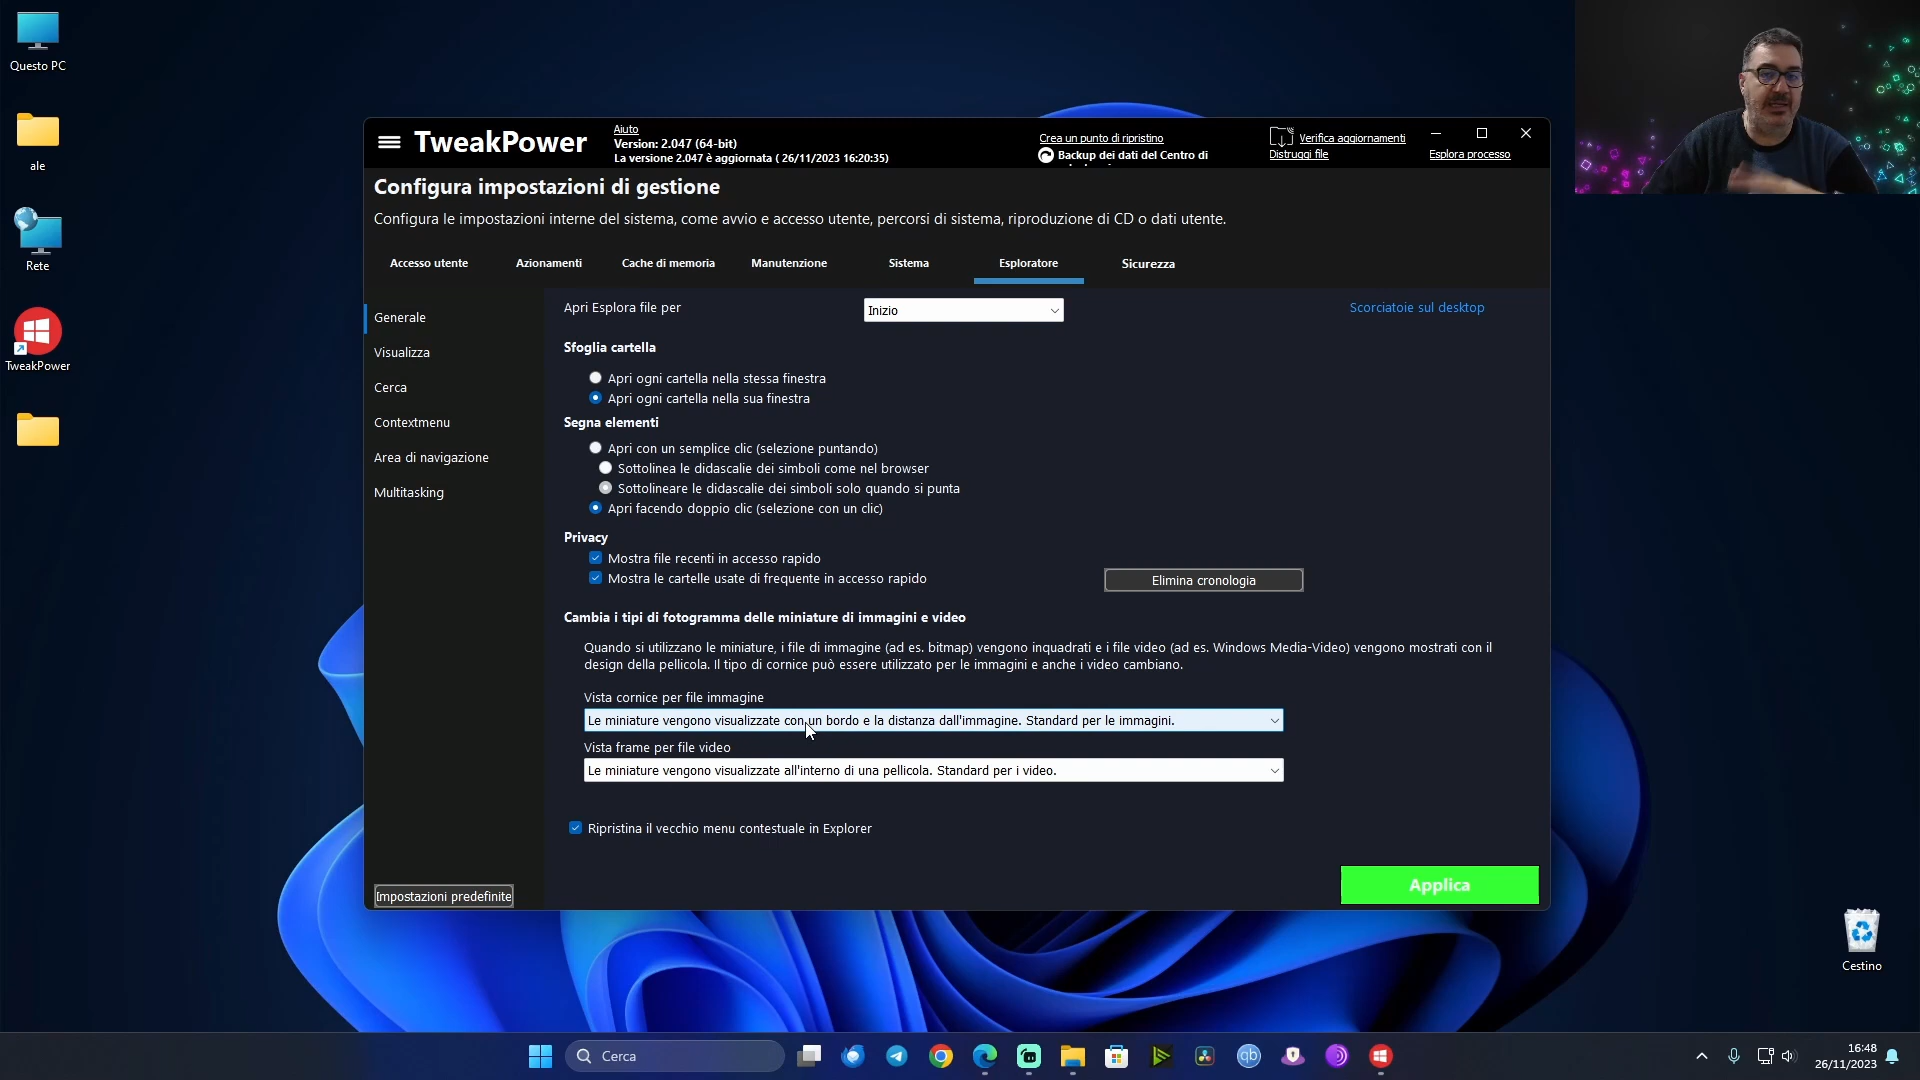 Questo PC
ale
Rete
TweakPower
TweakPower
Aiuto
Version: 2.047 (64-bit)
La versione 2.047 è aggiornata ( 26/11/2023 16:20:35)
Crea un punto di ripristino
Backup dei dati del Centro di
Verifica aggiornamenti
Distruggi file
Esplora processo
Configura impostazioni di gestione
Configura le impostazioni interne del sistema, come avvio e accesso utente, percorsi di sistema, riproduzione di CD o dati utente.
Accesso utente
Azionamenti
Cache di memoria
Manutenzione
Sistema
Esploratore
Sicurezza
Generale
Visualizza
Cerca
Contextmenu
Area di navigazione
Multitasking
Impostazioni predefinite
Apri Esplora file per
Inizio
Scorciatoie sul desktop
Sfoglia cartella
Apri ogni cartella nella stessa finestra
Apri ogni cartella nella sua finestra
Segna elementi
Apri con un semplice clic (selezione puntando)
Sottolinea le didascalie dei simboli come nel browser
Sottolineare le didascalie dei simboli solo quando si punta
Apri facendo doppio clic (selezione con un clic)
Privacy
Mostra file recenti in accesso rapido
Mostra le cartelle usate di frequente in accesso rapido
Elimina cronologia
Cambia i tipi di fotogramma delle miniature di immagini e video
Quando si utilizzano le miniature, i file di immagine (ad es. bitmap) vengono inquadrati e i file video (ad es. Windows Media-Video) vengono mostrati con il
design della pellicola. Il tipo di cornice può essere utilizzato per le immagini e anche i video cambiano.
Vista cornice per file immagine
Le miniature vengono visualizzate con un bordo e la distanza dall'immagine. Standard per le immagini.
Vista frame per file video
Le miniature vengono visualizzate all'interno di una pellicola. Standard per i video.
Ripristina il vecchio menu contestuale in Explorer
Applica
Cestino
Cerca
qb
16:48
26/11/2023